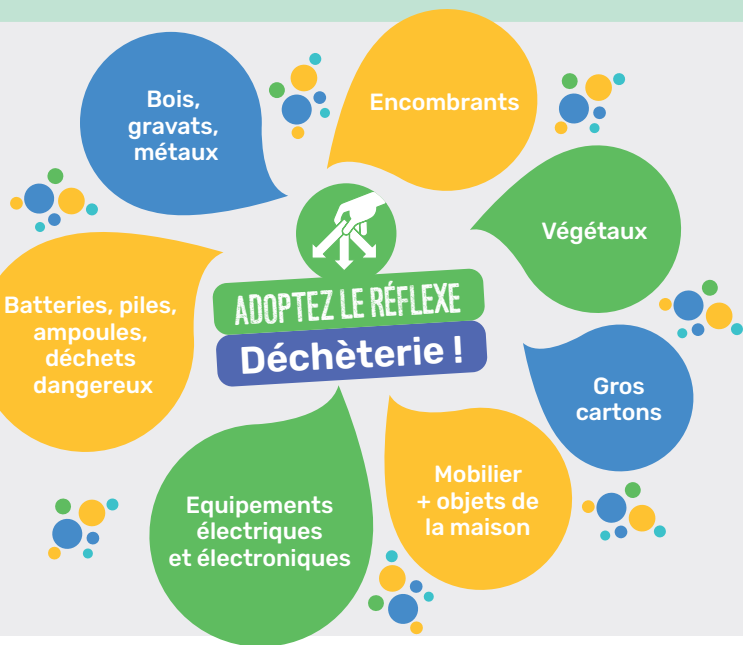 Bois,
gravats,
métaux
Encombrants
Végétaux
Batteries, piles,
ampoules,
déchets
dangereux
ADOPTEZ LE RÉFLEXE
Déchèterie !
Gros
cartons
Mobilier
+ objets de
la maison
Equipements
électriques
et électroniques